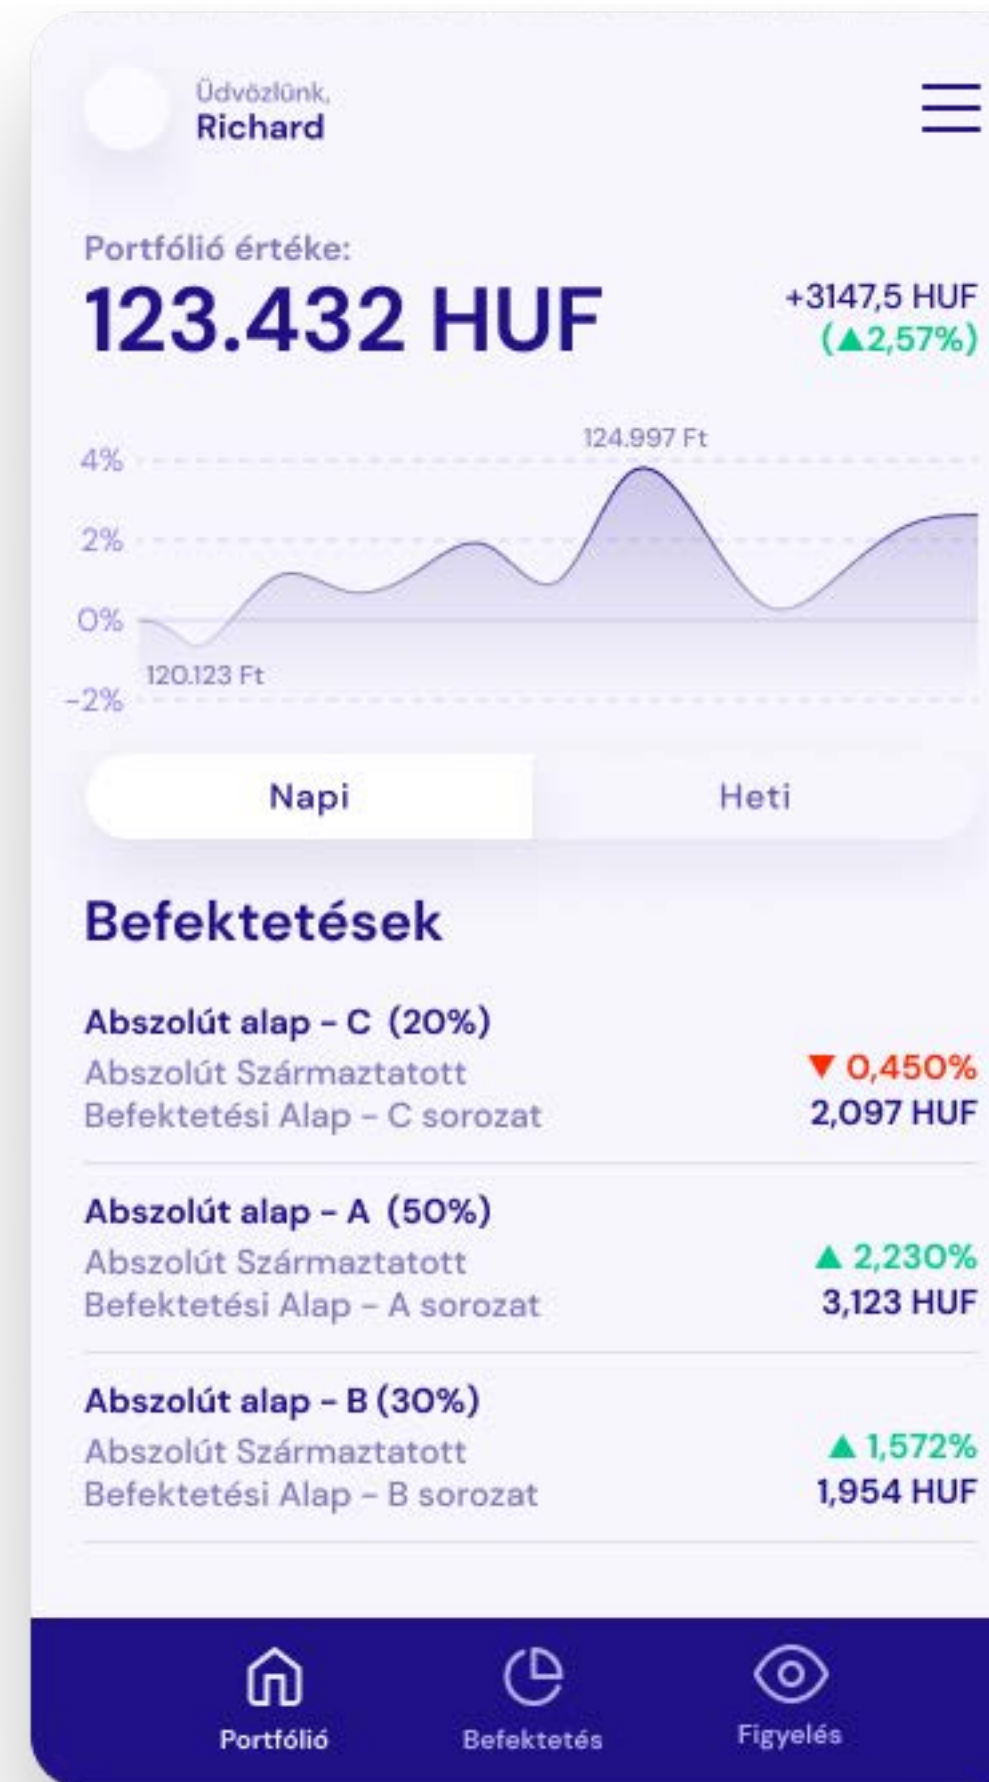 Üdvözlünk,
Richard
Portfólió értéke:
123.432 HUF
+3147,5 HUF
(▲2,57%)
124.997 Ft
4%
2%
0%
120.123 Ft
-2%
Napi
Heti
Befektetések
Abszolút alap - C (20%)
Abszolút Származtatott
Befektetési Alap - C sorozat
▼ 0,450%
2,097 HUF
Abszolút alap - A (50%)
Abszolút Származtatott
Befektetési Alap - A sorozat
▲ 2,230%
3,123 HUF
Abszolút alap - B (30%)
Abszolút Származtatott
Befektetési Alap - B sorozat
▲ 1,572%
1,954 HUF
Portfólió
Befektetés
Figyelés